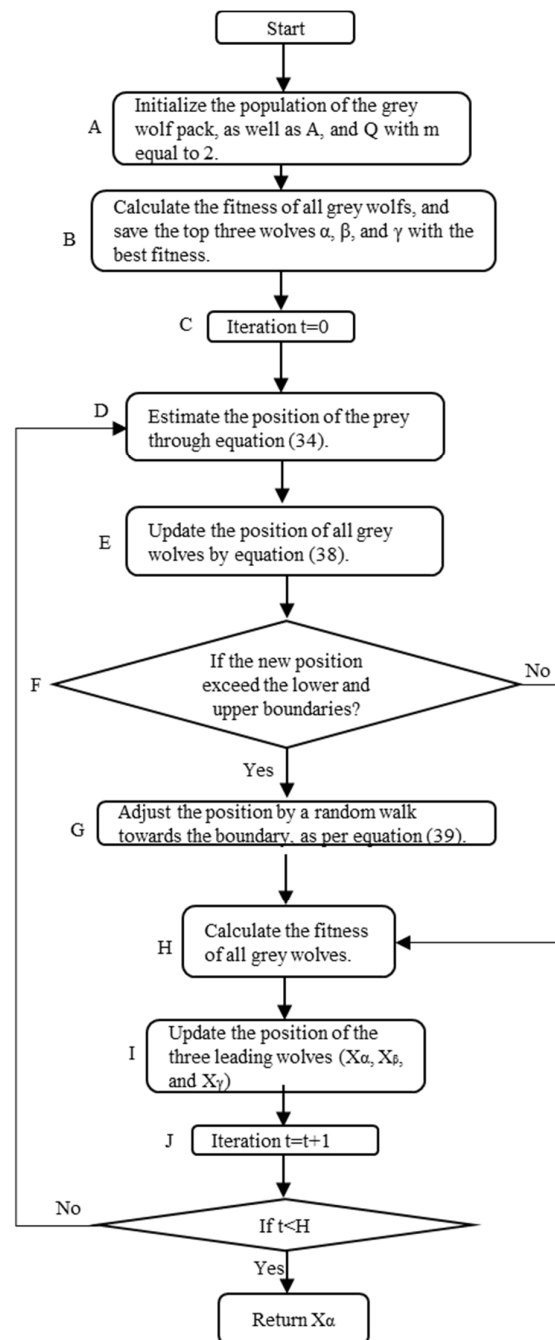 Start
A
Initialize the population of the grey
wolf pack, as well as A, and Q with m
equal to 2.
B
Calculate the fitness of all grey wolfs, and
save the top three wolves α, β, and γ with the
best fitness.
C
Iteration t=0
D
Estimate the position of the prey
through equation (34).
E
Update the position of all grey
wolves by equation (38).
F
If the new position
exceed the lower and
upper boundaries?
No
Yes
G
Adjust the position by a random walk
towards the boundary, as per equation (39).
H
Calculate the fitness
of all grey wolves.
I
Update the position of the
three leading wolves (Xα, Xᵦ,
and Xᵧ)
J
Iteration t=t+1
No
If t<H
Yes
Return Xα